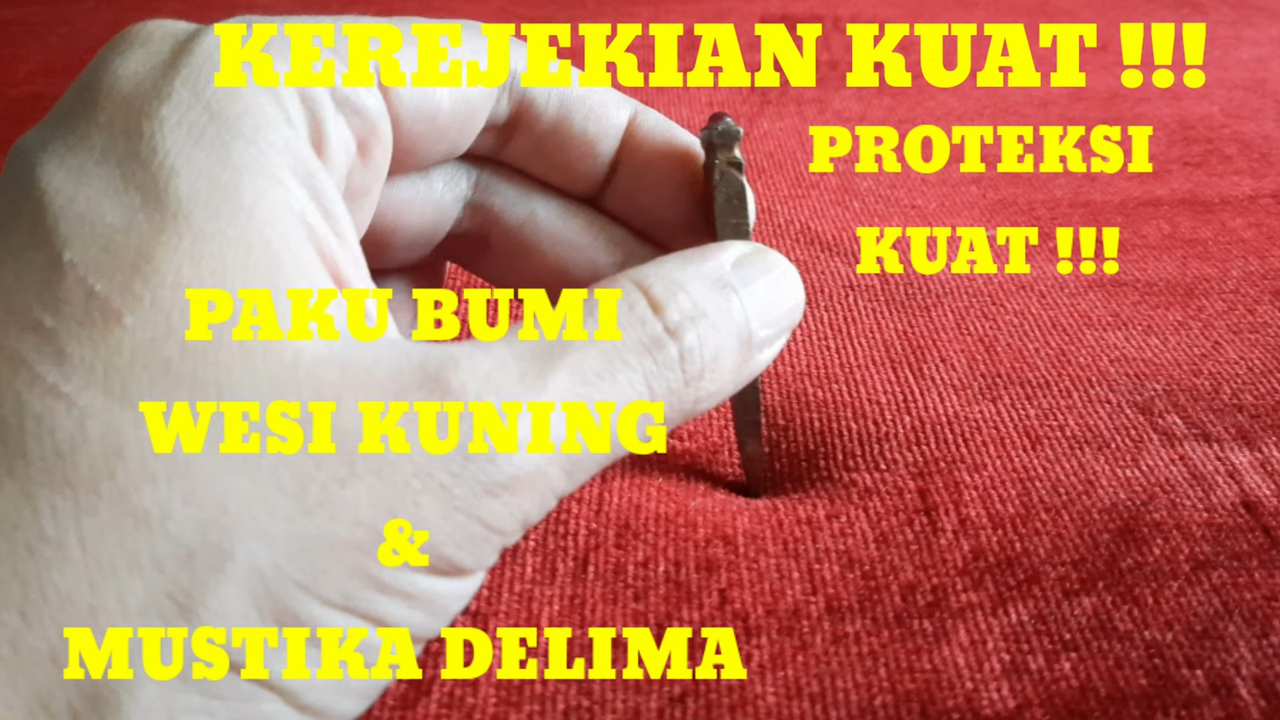 KEREJEKIAN KUAT !!!
PROTEKSI
KUAT !!!
PAKU BUMI
WESI KUNING
&
MUSTIKA DELIMA